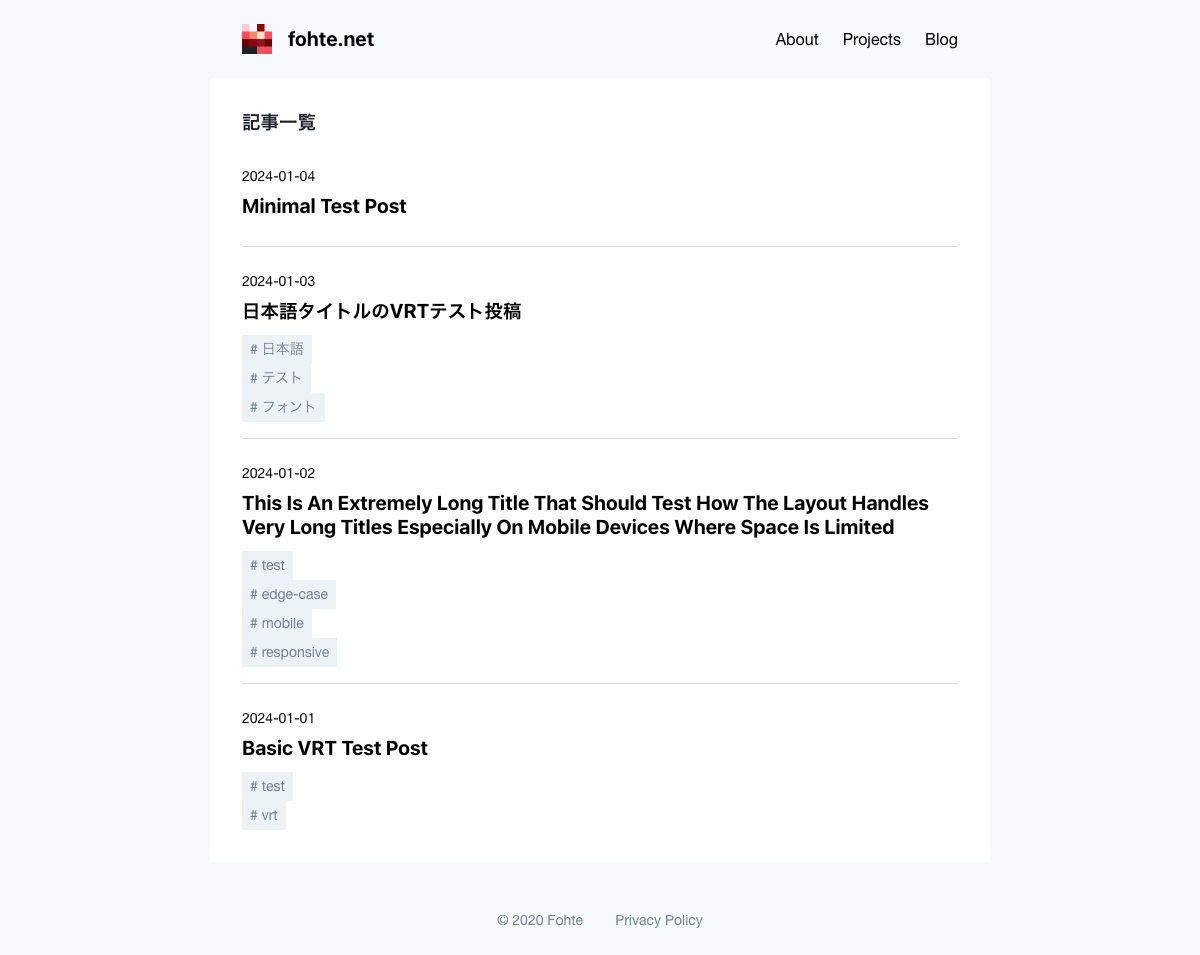 fohte.net
About Projects Blog
記事一覧
2024-01-04
Minimal Test Post
2024-01-03
日本語タイトルのVRTテスト投稿
# 日本語
# テスト
# フォント
2024-01-02
This Is An Extremely Long Title That Should Test How The Layout Handles
Very Long Titles Especially On Mobile Devices Where Space Is Limited
# test
# edge-case
# mobile
# responsive
2024-01-01
Basic VRT Test Post
# test
# vrt
© 2020 Fohte Privacy Policy